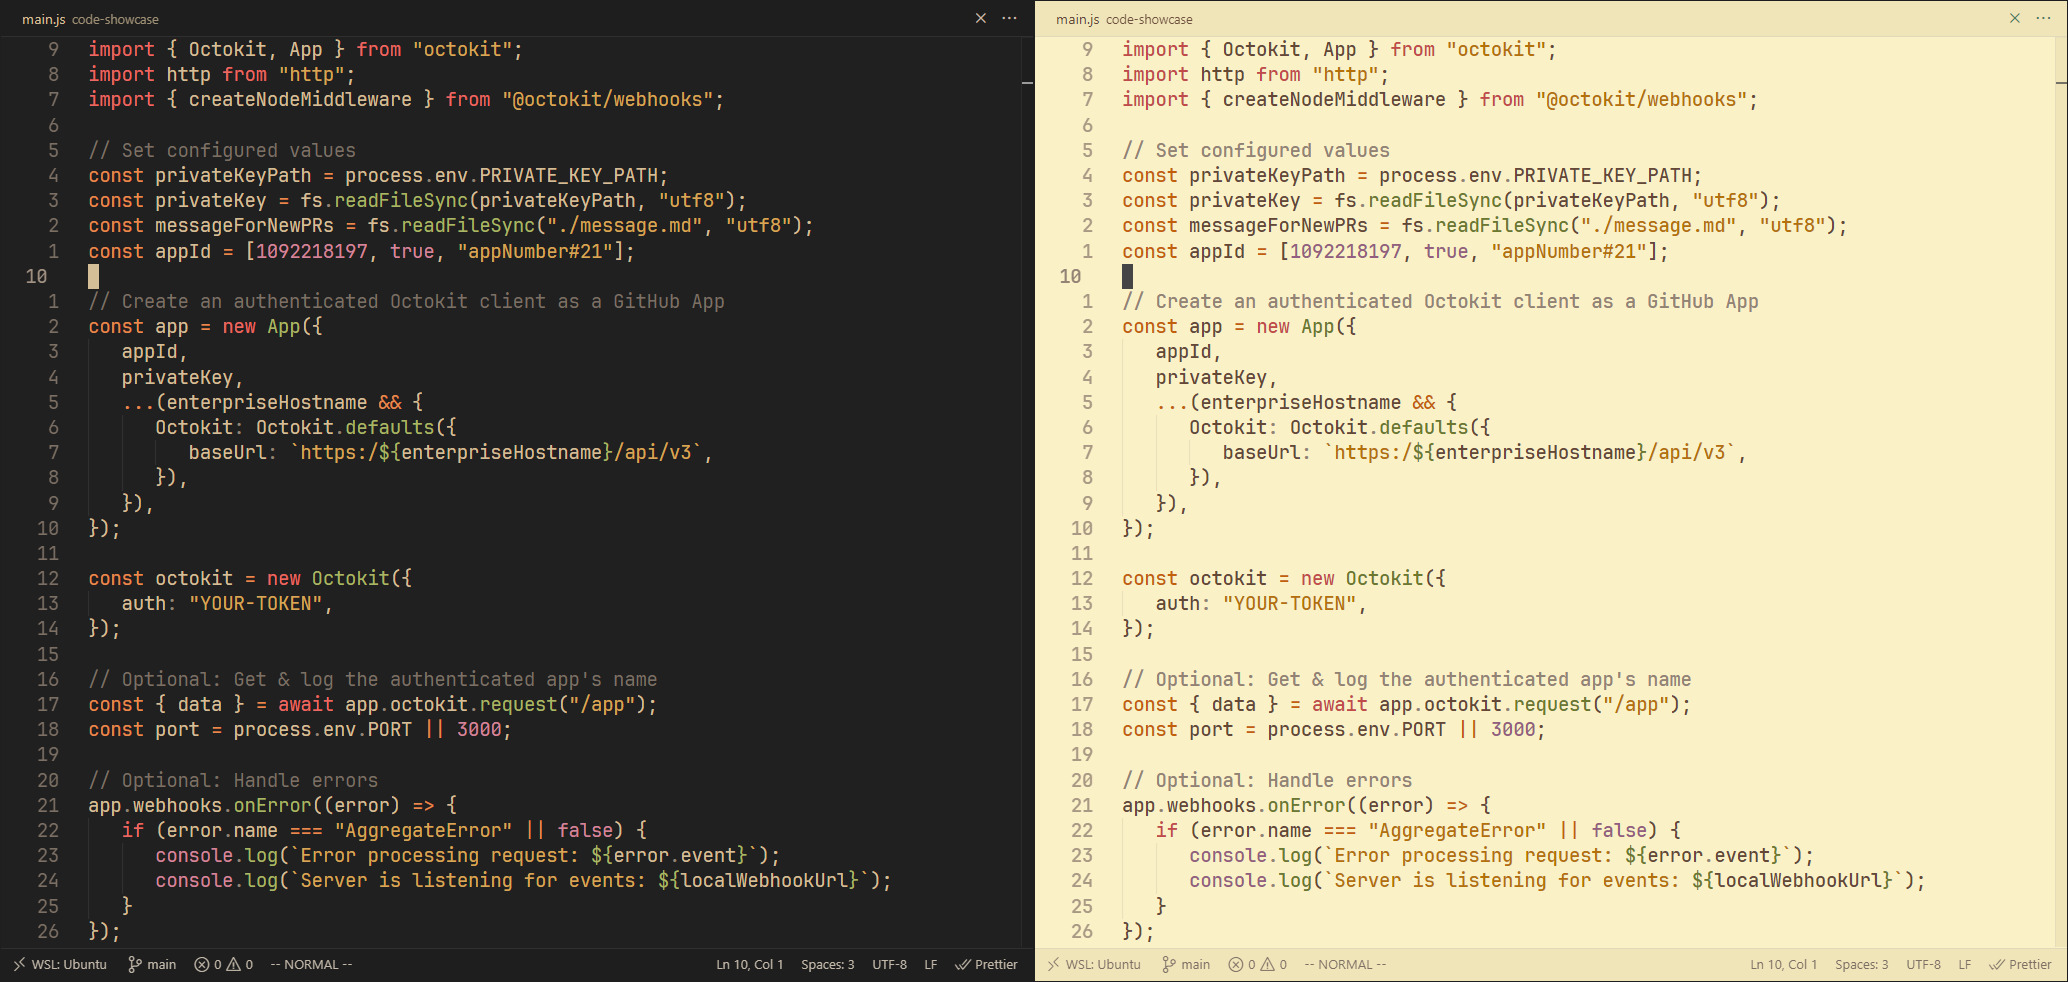 main.js code-showcase
9 import { Octokit, App } from "octokit";
8 import http from "http";
7 import { createNodeMiddleware } from "@octokit/webhooks";
6
5 // Set configured values
4 const privateKeyPath = process.env.PRIVATE_KEY_PATH;
3 const privateKey = fs.readFileSync(privateKeyPath, "utf8");
2 const messageForNewPRs = fs.readFileSync("./message.md", "utf8");
1 const appId = [1092218197, true, "appNumber#21"];
10
1 // Create an authenticated Octokit client as a GitHub App
2 const app = new App({
3 appId,
4 privateKey,
5 ...(enterpriseHostname && {
6 Octokit: Octokit.defaults({
7 baseUrl: `https:/${enterpriseHostname}/api/v3`,
8 }),
9 }),
10 });
11
12 const octokit = new Octokit({
13 auth: "YOUR-TOKEN",
14 });
15
16 // Optional: Get & log the authenticated app's name
17 const { data } = await app.octokit.request("/app");
18 const port = process.env.PORT || 3000;
19
20 // Optional: Handle errors
21 app.webhooks.onError((error) => {
22 if (error.name === "AggregateError" || false) {
23 console.log(`Error processing request: ${error.event}`);
24 console.log(`Server is listening for events: ${localWebhookUrl}`);
25 }
26 });
WSL: Ubuntu main 0 0 -- NORMAL -- Ln 10, Col 1 Spaces: 3 UTF-8 LF Prettier
main.js code-showcase
9 import { Octokit, App } from "octokit";
8 import http from "http";
7 import { createNodeMiddleware } from "@octokit/webhooks";
6
5 // Set configured values
4 const privateKeyPath = process.env.PRIVATE_KEY_PATH;
3 const privateKey = fs.readFileSync(privateKeyPath, "utf8");
2 const messageForNewPRs = fs.readFileSync("./message.md", "utf8");
1 const appId = [1092218197, true, "appNumber#21"];
10
1 // Create an authenticated Octokit client as a GitHub App
2 const app = new App({
3 appId,
4 privateKey,
5 ...(enterpriseHostname && {
6 Octokit: Octokit.defaults({
7 baseUrl: `https:/${enterpriseHostname}/api/v3`,
8 }),
9 }),
10 });
11
12 const octokit = new Octokit({
13 auth: "YOUR-TOKEN",
14 });
15
16 // Optional: Get & log the authenticated app's name
17 const { data } = await app.octokit.request("/app");
18 const port = process.env.PORT || 3000;
19
20 // Optional: Handle errors
21 app.webhooks.onError((error) => {
22 if (error.name === "AggregateError" || false) {
23 console.log(`Error processing request: ${error.event}`);
24 console.log(`Server is listening for events: ${localWebhookUrl}`);
25 }
26 });
WSL: Ubuntu main 0 0 -- NORMAL -- Ln 10, Col 1 Spaces: 3 UTF-8 LF Prettier